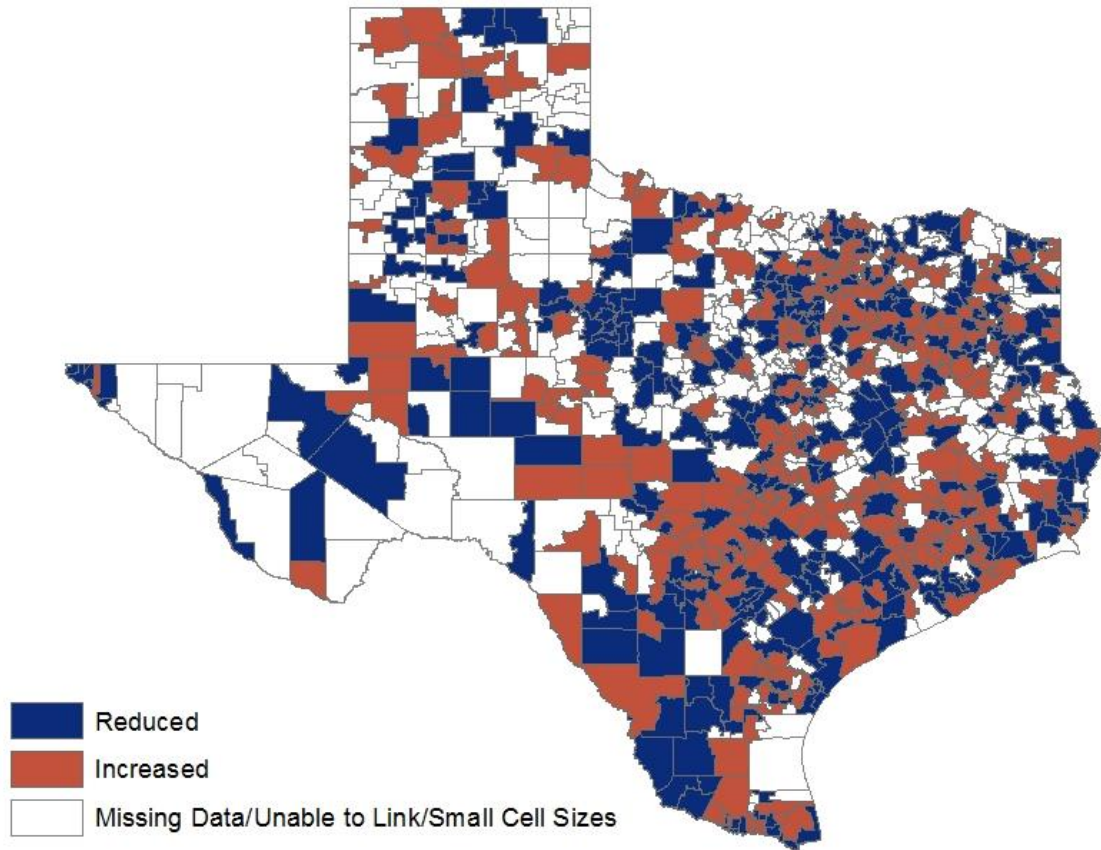 Reduced
Increased
Missing Data/Unable to Link/Small Cell Sizes